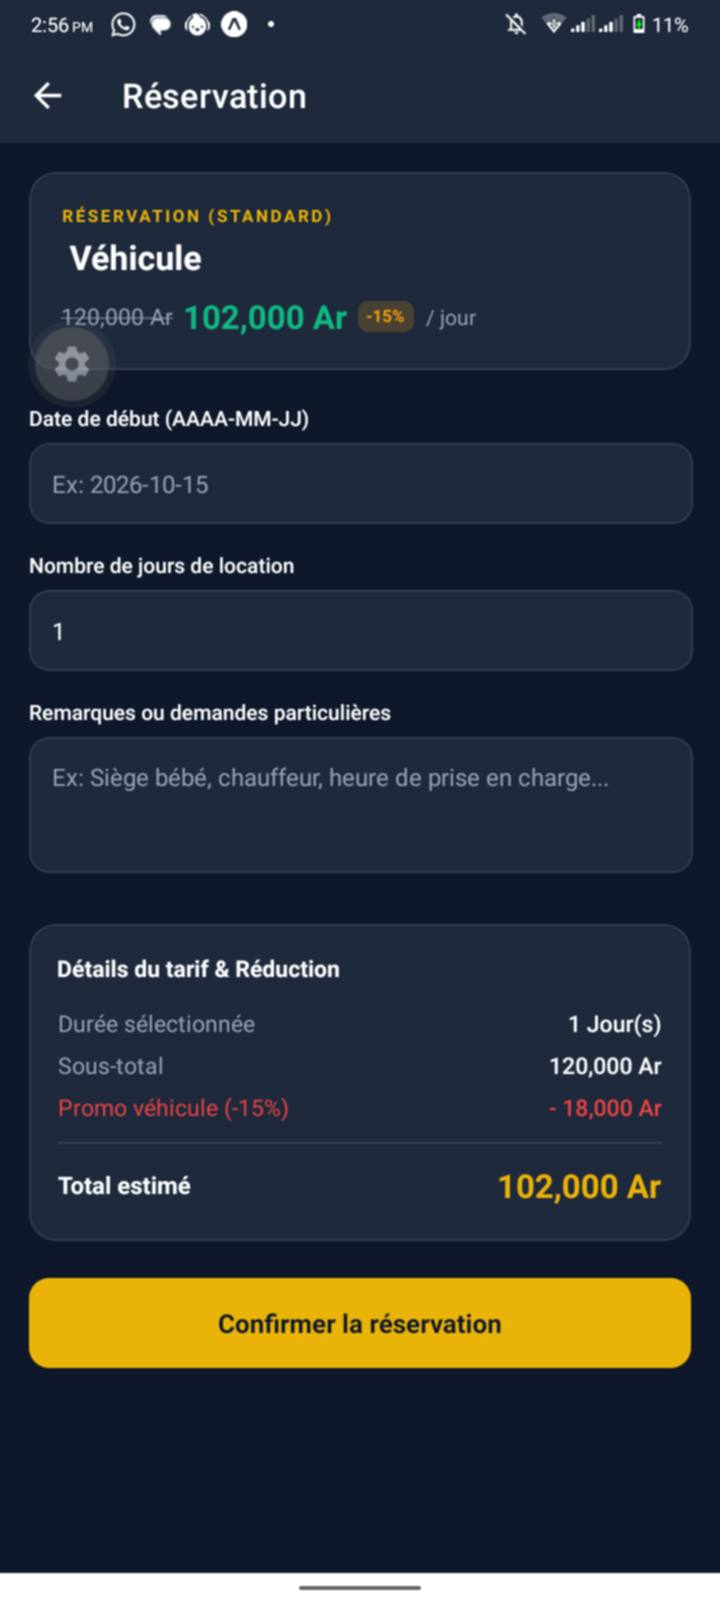 2:56 PM 11%
Réservation
RÉSERVATION (STANDARD)
Véhicule
120,000 Ar 102,000 Ar -15% / jour
Date de début (AAAA-MM-JJ)
Ex: 2026-10-15
Nombre de jours de location
1
Remarques ou demandes particulières
Ex: Siège bébé, chauffeur, heure de prise en charge...
Détails du tarif & Réduction
Durée sélectionnée 1 Jour(s)
Sous-total 120,000 Ar
Promo véhicule (-15%) - 18,000 Ar
Total estimé 102,000 Ar
Confirmer la réservation